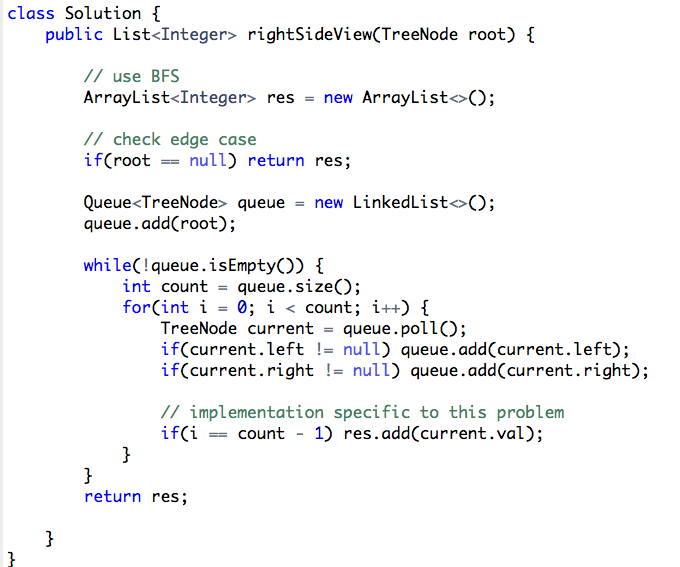 class Solution {
    public List<Integer> rightSideView(TreeNode root) {

        // use BFS
        ArrayList<Integer> res = new ArrayList<>();

        // check edge case
        if(root == null) return res;

        Queue<TreeNode> queue = new LinkedList<>();
        queue.add(root);

        while(!queue.isEmpty()) {
            int count = queue.size();
            for(int i = 0; i < count; i++) {
                TreeNode current = queue.poll();
                if(current.left != null) queue.add(current.left);
                if(current.right != null) queue.add(current.right);

                // implementation specific to this problem
                if(i == count - 1) res.add(current.val);
            }
        }
        return res;

    }
}